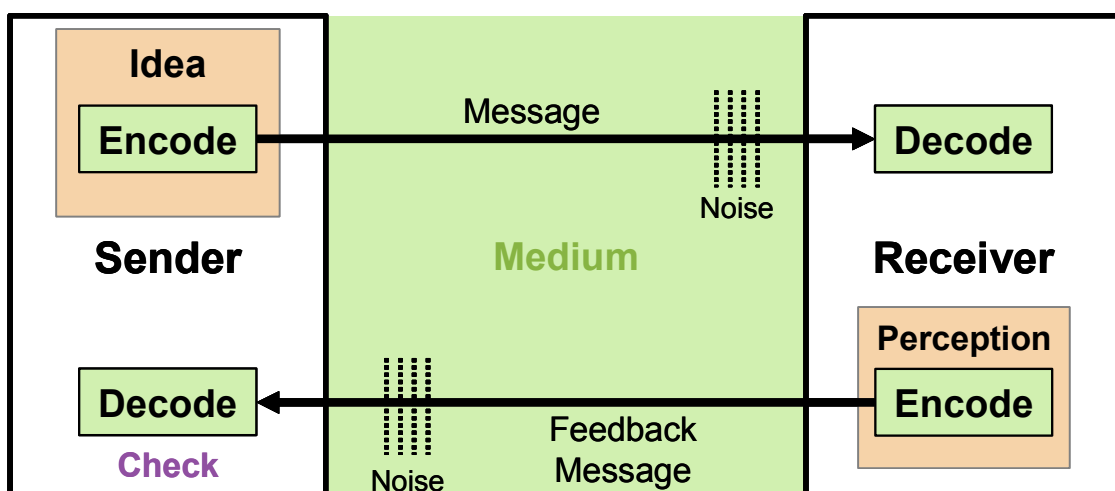 Idea
Encode
Message
Decode
Noise
Sender
Medium
Receiver
Perception
Decode
Encode
Check
Noise
Feedback
Message